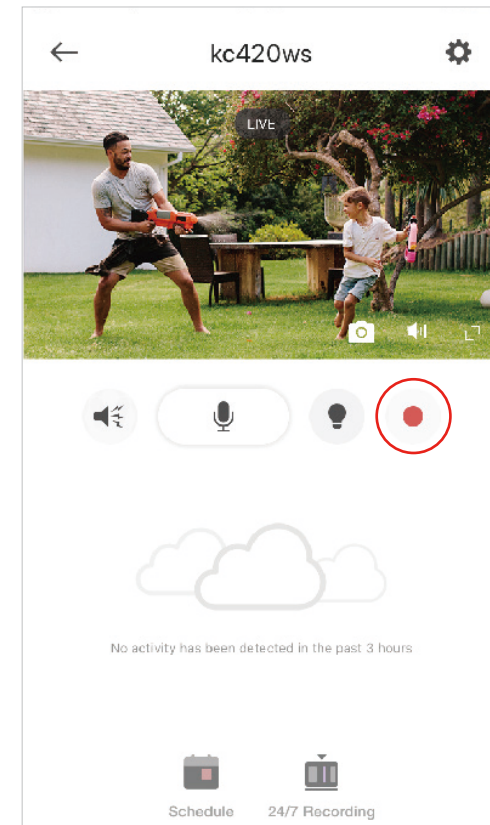 kc420ws
LIVE
No activity has been detected in the past 3 hours
Schedule
24/7 Recording